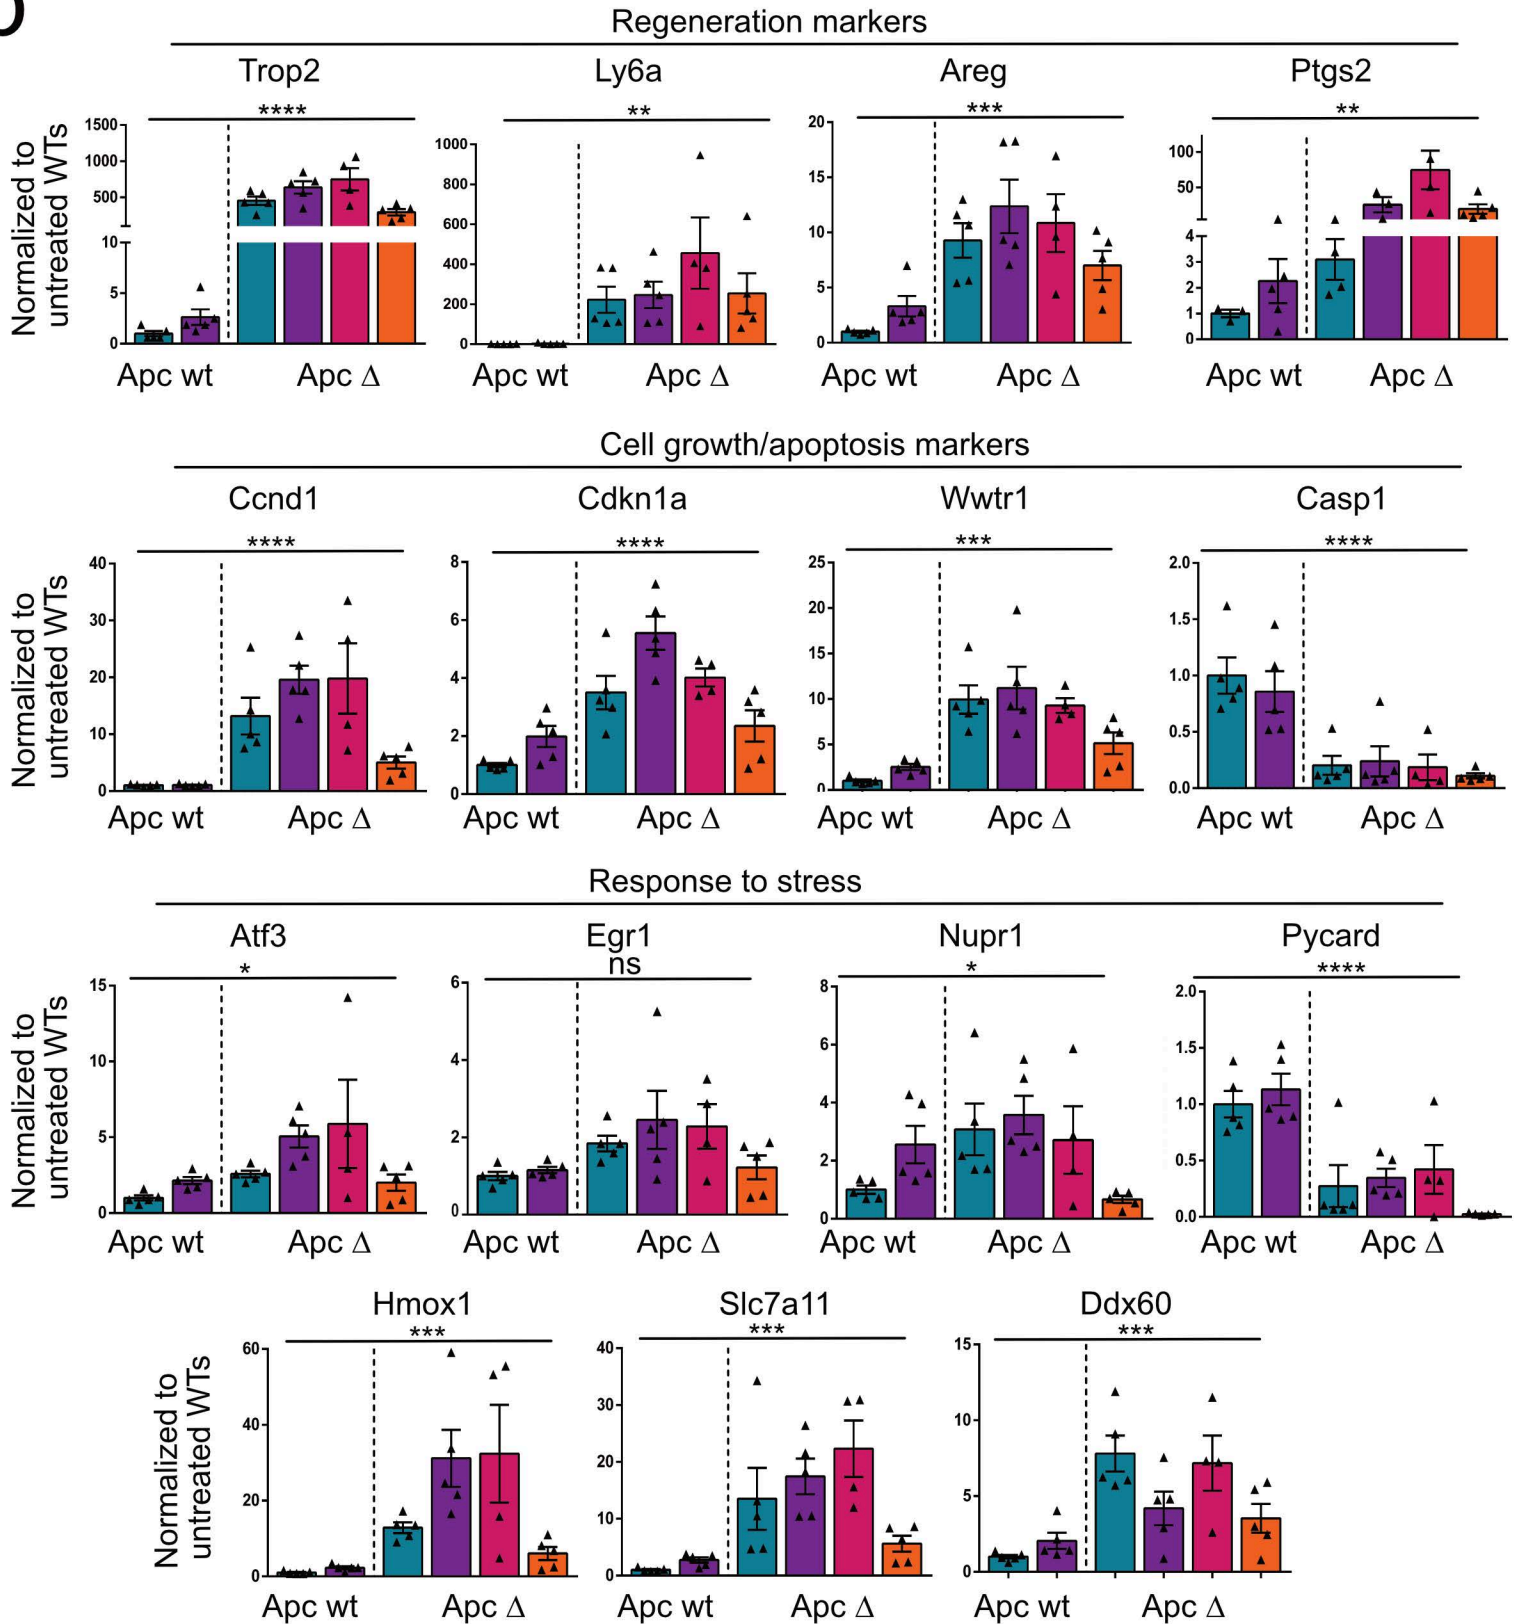 Regeneration markers
Trop2 Ly6a Areg Ptgs2
**** ** *** **
Normalized to
untreated WTs
1500 1000 500 10 5 0
1000 800 600 400 200 0
20 15 10 5 0
100 50 4 3 2 1 0
Apc wt Apc Δ Apc wt Apc Δ Apc wt Apc Δ Apc wt Apc Δ
Cell growth/apoptosis markers
Ccnd1 Cdkn1a Wwtr1 Casp1
**** **** *** ****
Normalized to
untreated WTs
40 30 20 10 0
8 6 4 2 0
25 20 15 10 5 0
2.0 1.5 1.0 0.5 0.0
Apc wt Apc Δ Apc wt Apc Δ Apc wt Apc Δ Apc wt Apc Δ
Response to stress
Atf3 Egr1 Nupr1 Pycard
* ns * ****
Normalized to
untreated WTs
15 10 5 0
6 4 2 0
8 6 4 2 0
2.0 1.5 1.0 0.5 0.0
Apc wt Apc Δ Apc wt Apc Δ Apc wt Apc Δ Apc wt Apc Δ
Hmox1 Slc7a11 Ddx60
*** *** ***
Normalized to
untreated WTs
60 40 20 0
40 30 20 10 0
15 10 5 0
Apc wt Apc Δ Apc wt Apc Δ Apc wt Apc Δ